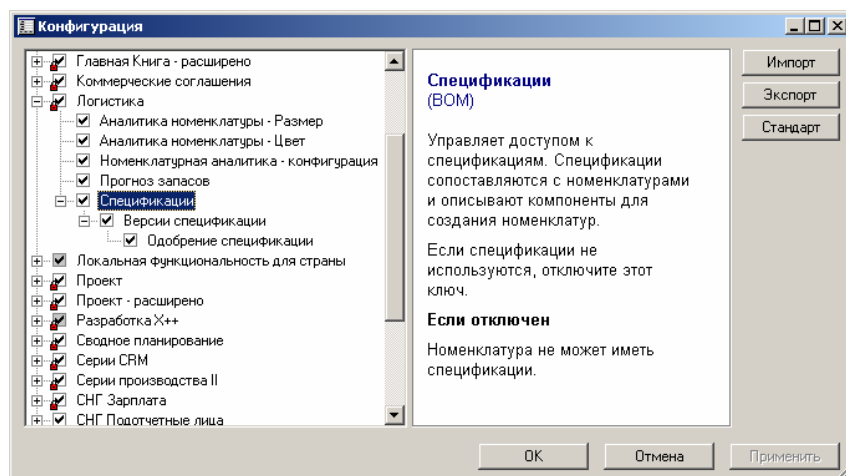 Конфигурация
Главная Книга - расширено
Коммерческие соглашения
Логистика
Аналитика номенклатуры - Размер
Аналитика номенклатуры - Цвет
Номенклатурная аналитика - конфигурация
Прогноз запасов
Спецификации
Версии спецификации
Одобрение спецификации
Локальная функциональность для страны
Проект
Проект - расширено
Разработка X++
Сводное планирование
Серии CRM
Серии производства II
СНГ Зарплата
СНГ Подотчетные лица
Спецификации
(BOM)
Управляет доступом к
спецификациям. Спецификации
сопоставляются с номенклатурами
и описывают компоненты для
создания номенклатур.
Если спецификации не
используются, отключите этот
ключ.
Если отключен
Номенклатура не может иметь
спецификации.
Импорт
Экспорт
Стандарт
OK
Отмена
Применить